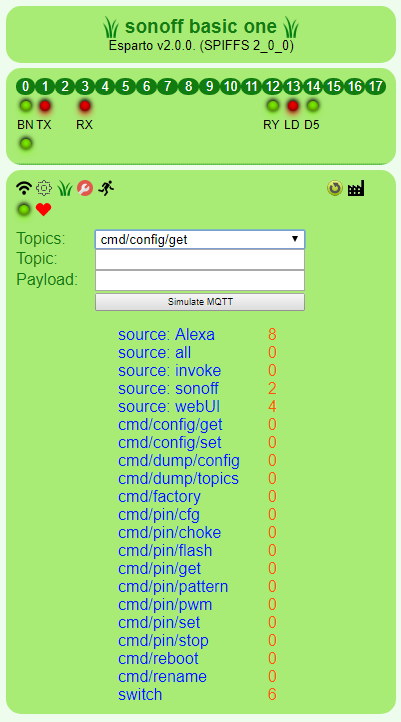 sonoff basic one
Esparto v2.0.0. (SPIFFS 2_0_0)
0 1 2 3 4 5 6 7 8 9 10 11 12 13 14 15 16 17
BN TX RX RY LD D5
Topics: cmd/config/get
Topic:
Payload:
Simulate MQTT
source: Alexa 8
source: all 0
source: invoke 0
source: sonoff 2
source: webUI 4
cmd/config/get 0
cmd/config/set 0
cmd/dump/config 0
cmd/dump/topics 0
cmd/factory 0
cmd/pin/cfg 0
cmd/pin/choke 0
cmd/pin/flash 0
cmd/pin/get 0
cmd/pin/pattern 0
cmd/pin/pwm 0
cmd/pin/set 0
cmd/pin/stop 0
cmd/reboot 0
cmd/rename 0
switch 6